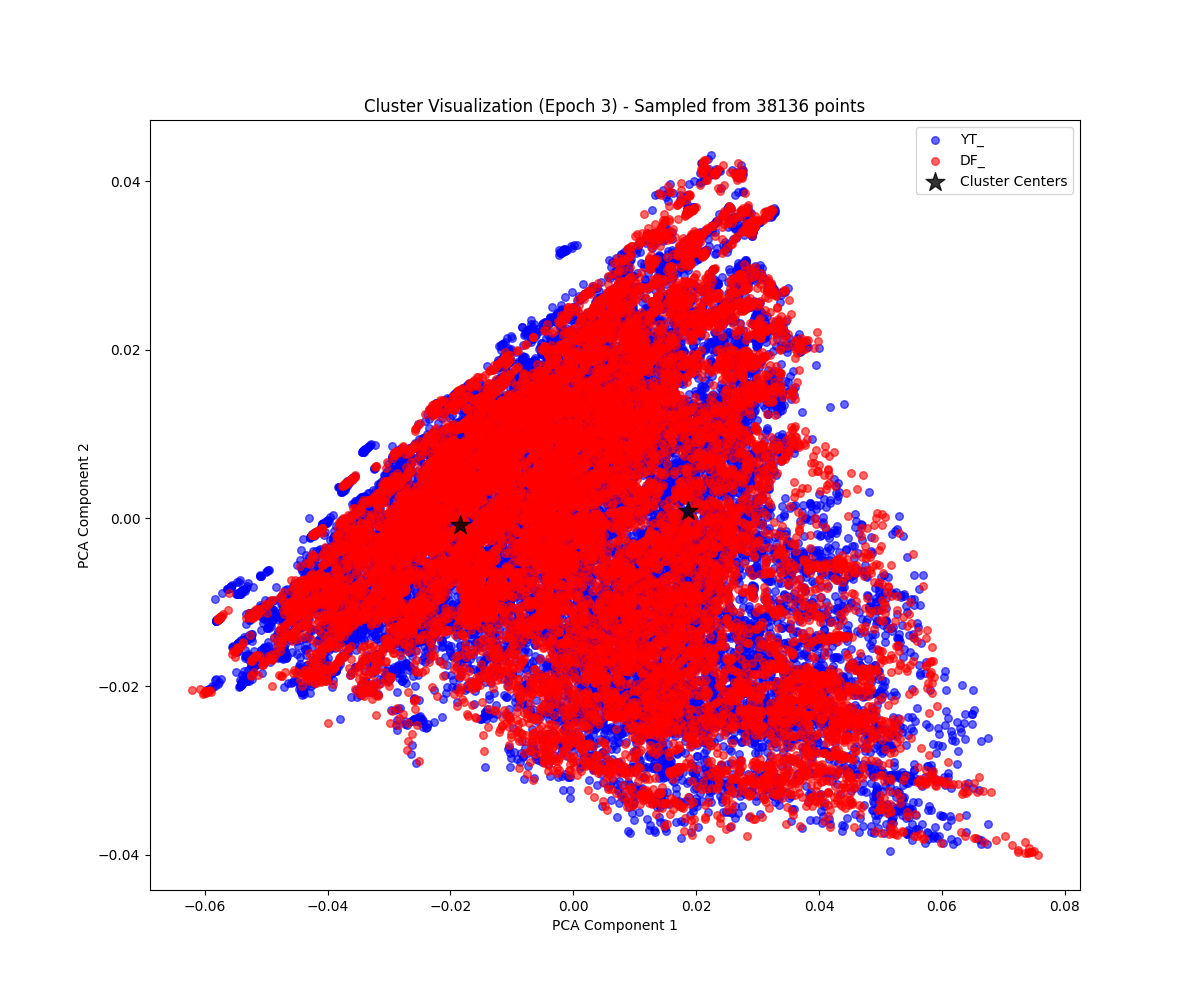 Cluster Visualization (Epoch 3) - Sampled from 38136 points
YT_
DF_
Cluster Centers
PCA Component 2
0.04
0.02
0.00
−0.02
−0.04
−0.06 −0.04 −0.02 0.00 0.02 0.04 0.06 0.08
PCA Component 1